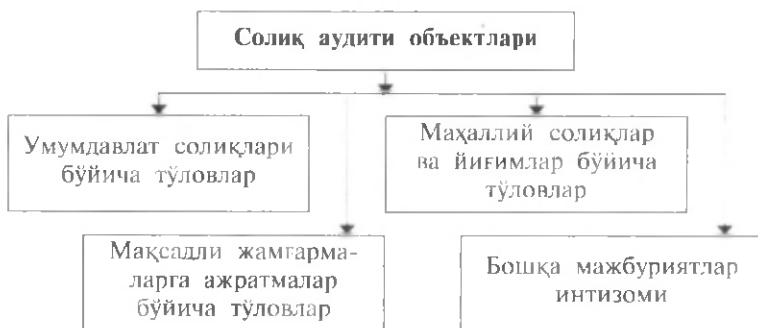 Солиқ аудити объектлари
Умумдавлат солиқлари
бўйича тўловлар
Маҳаллий солиқлар
ва йиғимлар бўйича
тўловлар
Мақсадли жамғарма-
ларга ажратмалар
бўйича тўловлар
Бошқа мажбуриятлар
интизоми